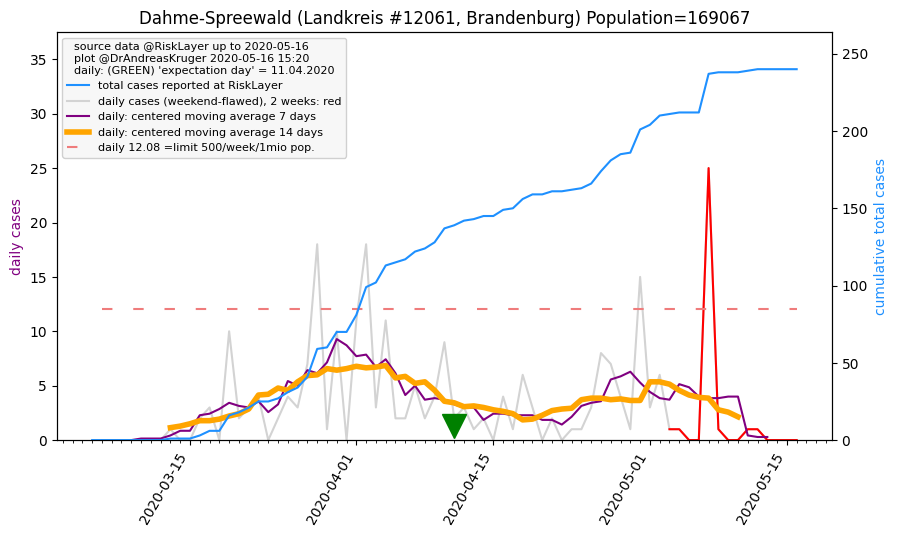 Dahme-Spreewald (Landkreis #12061, Brandenburg) Population=169067
source data @RiskLayer up to 2020-05-16
plot @DrAndreasKruger 2020-05-16 15:20
daily: (GREEN) 'expectation day' = 11.04.2020
total cases reported at RiskLayer
daily cases (weekend-flawed), 2 weeks: red
daily: centered moving average 7 days
daily: centered moving average 14 days
daily 12.08 =limit 500/week/1mio pop.
daily cases
35
30
25
20
15
10
5
0
cumulative total cases
250
200
150
100
50
0
2020-03-15
2020-04-01
2020-04-15
2020-05-01
2020-05-15